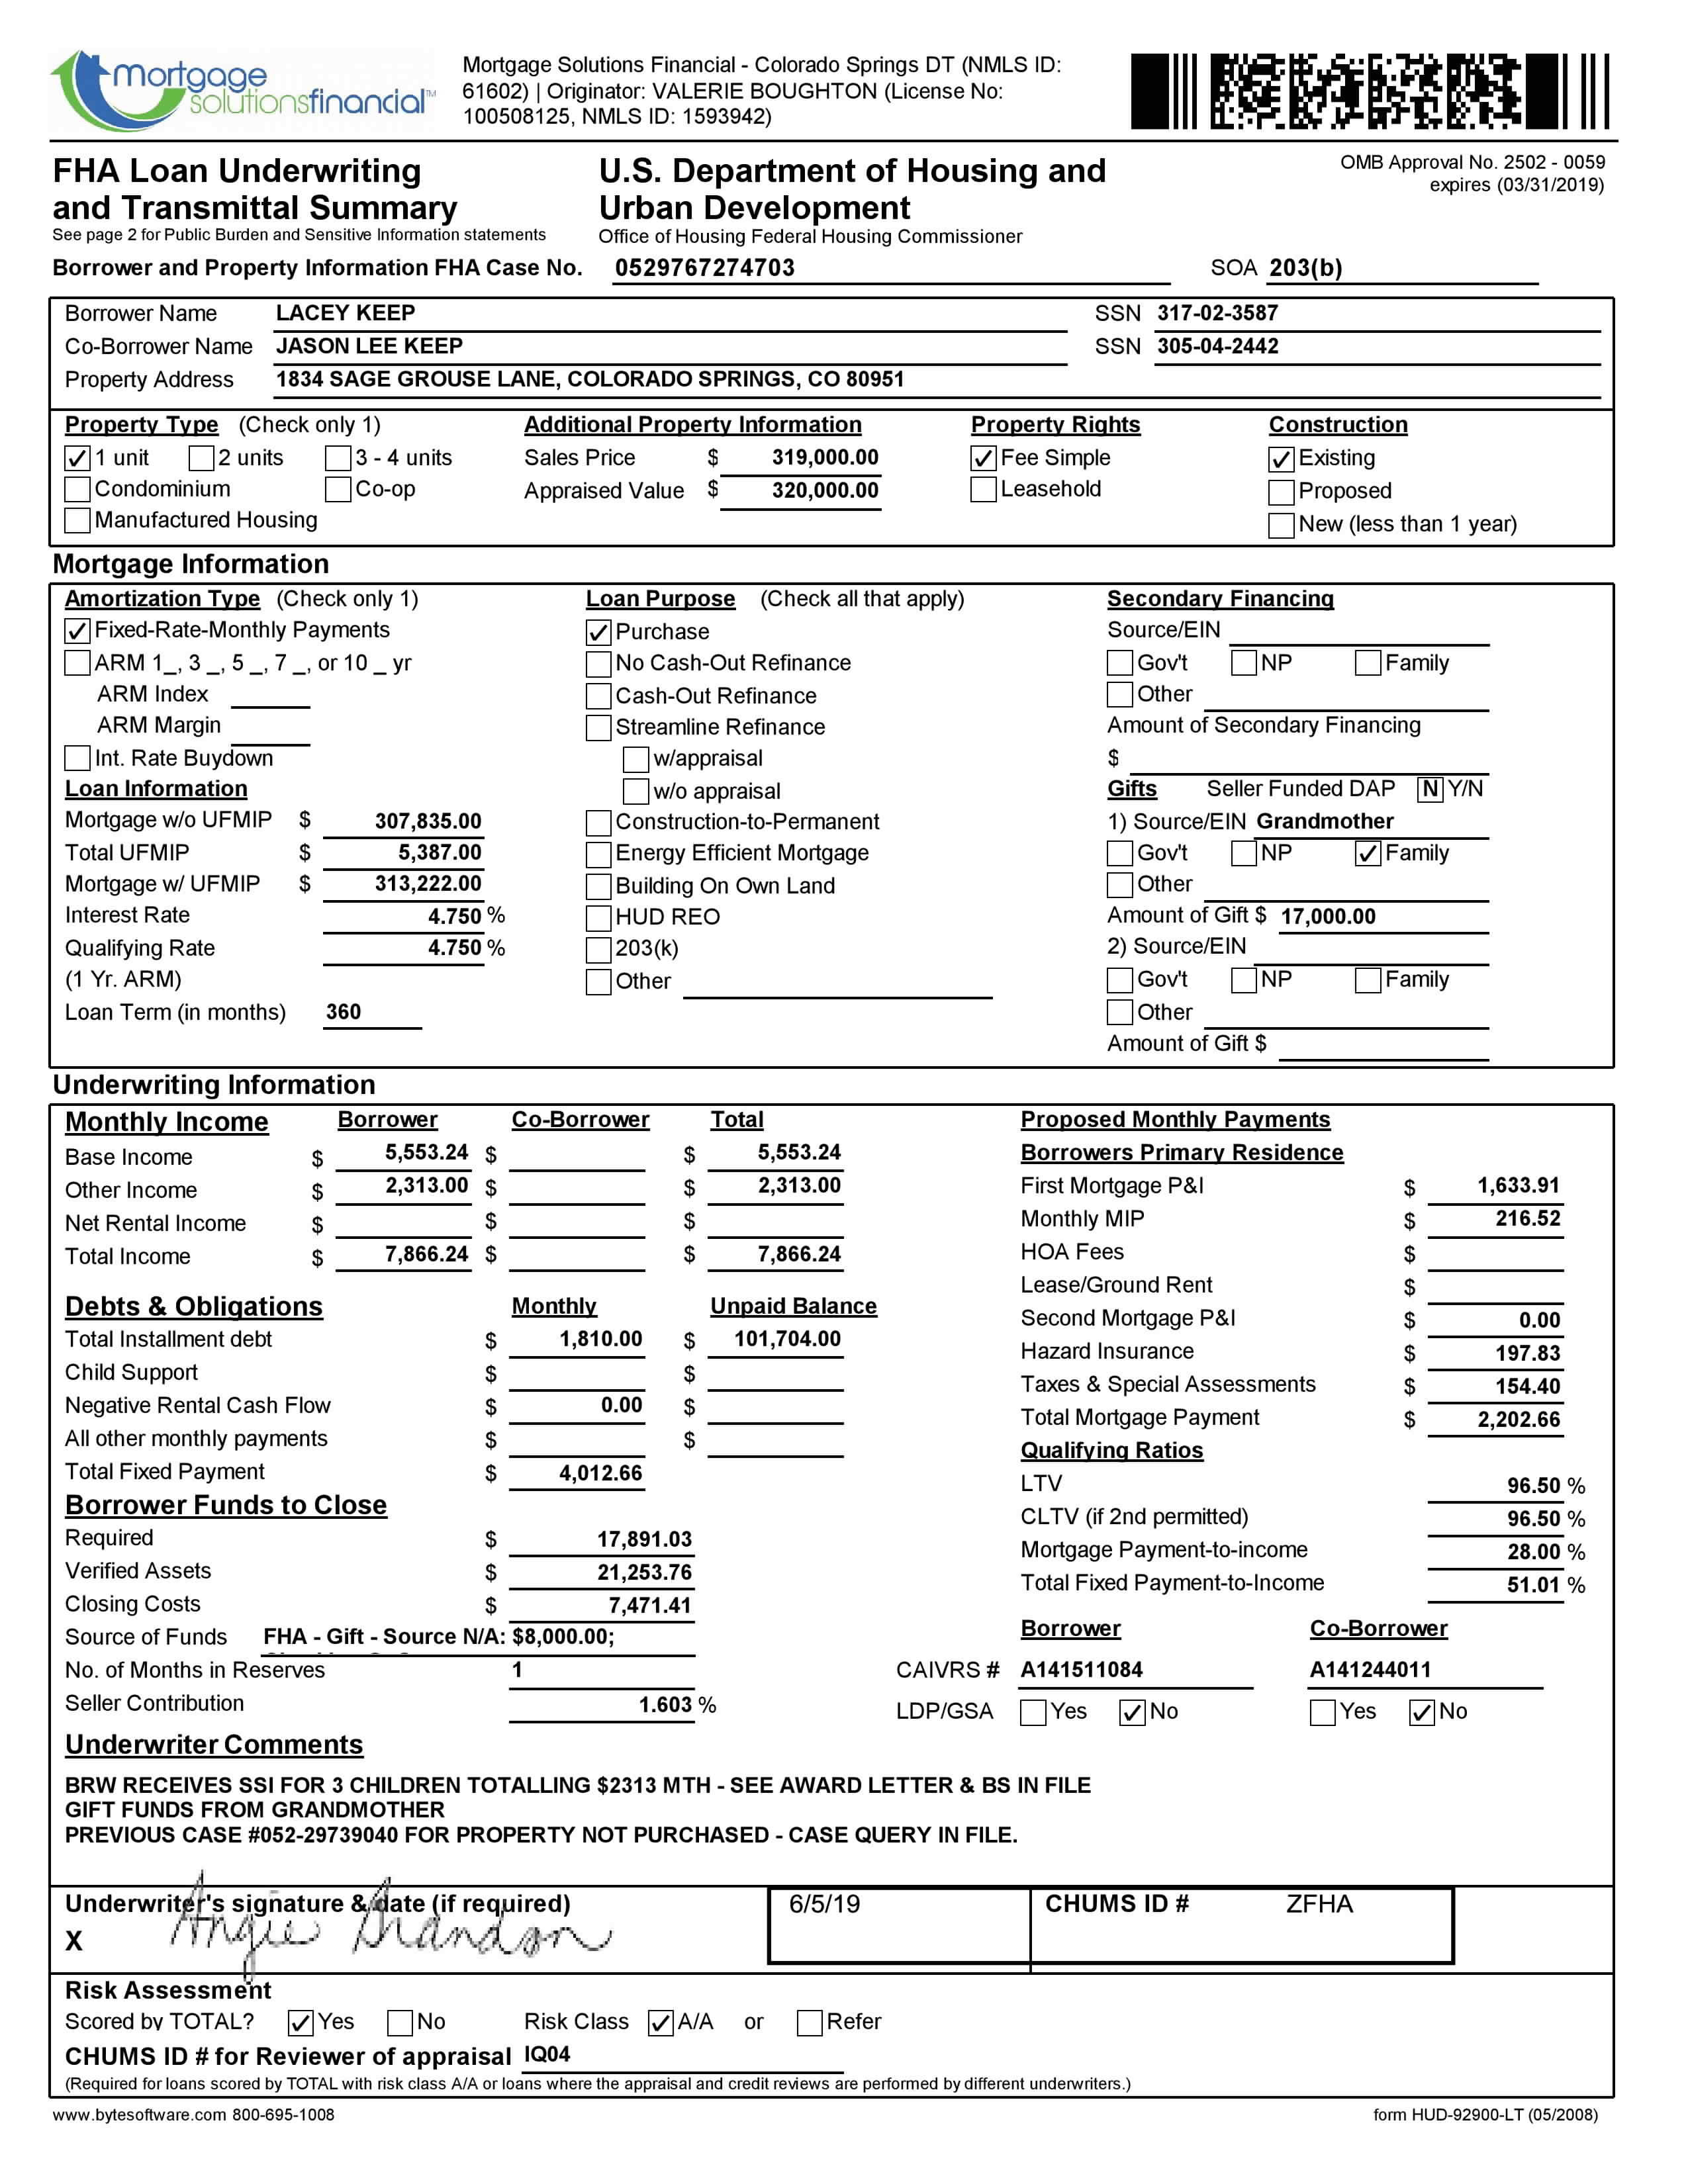 mortgage
solutionsfinancial™
Mortgage Solutions Financial - Colorado Springs DT (NMLS ID:
61602) | Originator: VALERIE BOUGHTON (License No:
100508125, NMLS ID: 1593942)
FHA Loan Underwriting
and Transmittal Summary
See page 2 for Public Burden and Sensitive Information statements
U.S. Department of Housing and
Urban Development
Office of Housing Federal Housing Commissioner
OMB Approval No. 2502 - 0059
expires (03/31/2019)
Borrower and Property Information FHA Case No. 0529767274703 SOA 203(b)
Borrower Name LACEY KEEP SSN 317-02-3587
Co-Borrower Name JASON LEE KEEP SSN 305-04-2442
Property Address 1834 SAGE GROUSE LANE, COLORADO SPRINGS, CO 80951
Property Type (Check only 1)
✓ 1 unit 2 units 3 - 4 units
Condominium Co-op
Manufactured Housing
Additional Property Information
Sales Price $ 319,000.00
Appraised Value $ 320,000.00
Property Rights
✓ Fee Simple
Leasehold
Construction
✓ Existing
Proposed
New (less than 1 year)
Mortgage Information
Amortization Type (Check only 1)
✓ Fixed-Rate-Monthly Payments
ARM 1_, 3 _, 5 _, 7 _, or 10 _ yr
ARM Index
ARM Margin
Int. Rate Buydown
Loan Information
Mortgage w/o UFMIP $ 307,835.00
Total UFMIP $ 5,387.00
Mortgage w/ UFMIP $ 313,222.00
Interest Rate 4.750 %
Qualifying Rate 4.750 %
(1 Yr. ARM)
Loan Term (in months) 360
Loan Purpose (Check all that apply)
✓ Purchase
No Cash-Out Refinance
Cash-Out Refinance
Streamline Refinance
w/appraisal
w/o appraisal
Construction-to-Permanent
Energy Efficient Mortgage
Building On Own Land
HUD REO
203(k)
Other
Secondary Financing
Source/EIN
Gov't NP Family
Other
Amount of Secondary Financing
$
Gifts Seller Funded DAP N Y/N
1) Source/EIN Grandmother
Gov't NP ✓ Family
Other
Amount of Gift $ 17,000.00
2) Source/EIN
Gov't NP Family
Other
Amount of Gift $
Underwriting Information
Monthly Income Borrower Co-Borrower Total
Base Income $ 5,553.24 $ $ 5,553.24
Other Income $ 2,313.00 $ $ 2,313.00
Net Rental Income $ $ $
Total Income $ 7,866.24 $ $ 7,866.24
Debts & Obligations Monthly Unpaid Balance
Total Installment debt $ 1,810.00 $ 101,704.00
Child Support $ $
Negative Rental Cash Flow $ 0.00 $
All other monthly payments $ $
Total Fixed Payment $ 4,012.66
Borrower Funds to Close
Required $ 17,891.03
Verified Assets $ 21,253.76
Closing Costs $ 7,471.41
Source of Funds FHA - Gift - Source N/A: $8,000.00;
No. of Months in Reserves 1
Seller Contribution 1.603 %
Proposed Monthly Payments
Borrowers Primary Residence
First Mortgage P&I $ 1,633.91
Monthly MIP $ 216.52
HOA Fees $
Lease/Ground Rent $
Second Mortgage P&I $ 0.00
Hazard Insurance $ 197.83
Taxes & Special Assessments $ 154.40
Total Mortgage Payment $ 2,202.66
Qualifying Ratios
LTV 96.50 %
CLTV (if 2nd permitted) 96.50 %
Mortgage Payment-to-income 28.00 %
Total Fixed Payment-to-Income 51.01 %
Borrower Co-Borrower
CAIVRS # A141511084 A141244011
LDP/GSA Yes ✓ No Yes ✓ No
Underwriter Comments
BRW RECEIVES SSI FOR 3 CHILDREN TOTALLING $2313 MTH - SEE AWARD LETTER & BS IN FILE
GIFT FUNDS FROM GRANDMOTHER
PREVIOUS CASE #052-29739040 FOR PROPERTY NOT PURCHASED - CASE QUERY IN FILE.
Underwriter's signature & date (if required) 6/5/19 CHUMS ID # ZFHA
X Angie Brandon
Risk Assessment
Scored by TOTAL? ✓ Yes No Risk Class ✓ A/A or Refer
CHUMS ID # for Reviewer of appraisal IQ04
(Required for loans scored by TOTAL with risk class A/A or loans where the appraisal and credit reviews are performed by different underwriters.)
www.bytesoftware.com 800-695-1008
form HUD-92900-LT (05/2008)